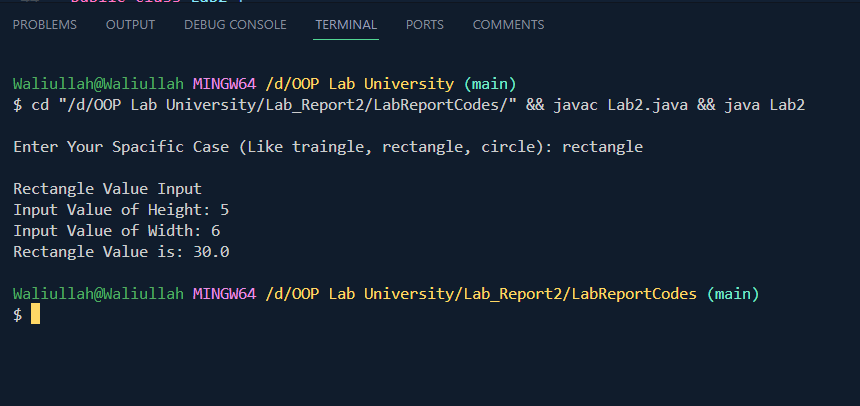 public class Lab2 {
PROBLEMS OUTPUT DEBUG CONSOLE TERMINAL PORTS COMMENTS
Waliullah@Waliullah MINGW64 /d/OOP Lab University (main)
$ cd "/d/OOP Lab University/Lab_Report2/LabReportCodes/" && javac Lab2.java && java Lab2
Enter Your Spacific Case (Like traingle, rectangle, circle): rectangle
Rectangle Value Input
Input Value of Height: 5
Input Value of Width: 6
Rectangle Value is: 30.0
Waliullah@Waliullah MINGW64 /d/OOP Lab University/Lab_Report2/LabReportCodes (main)
$